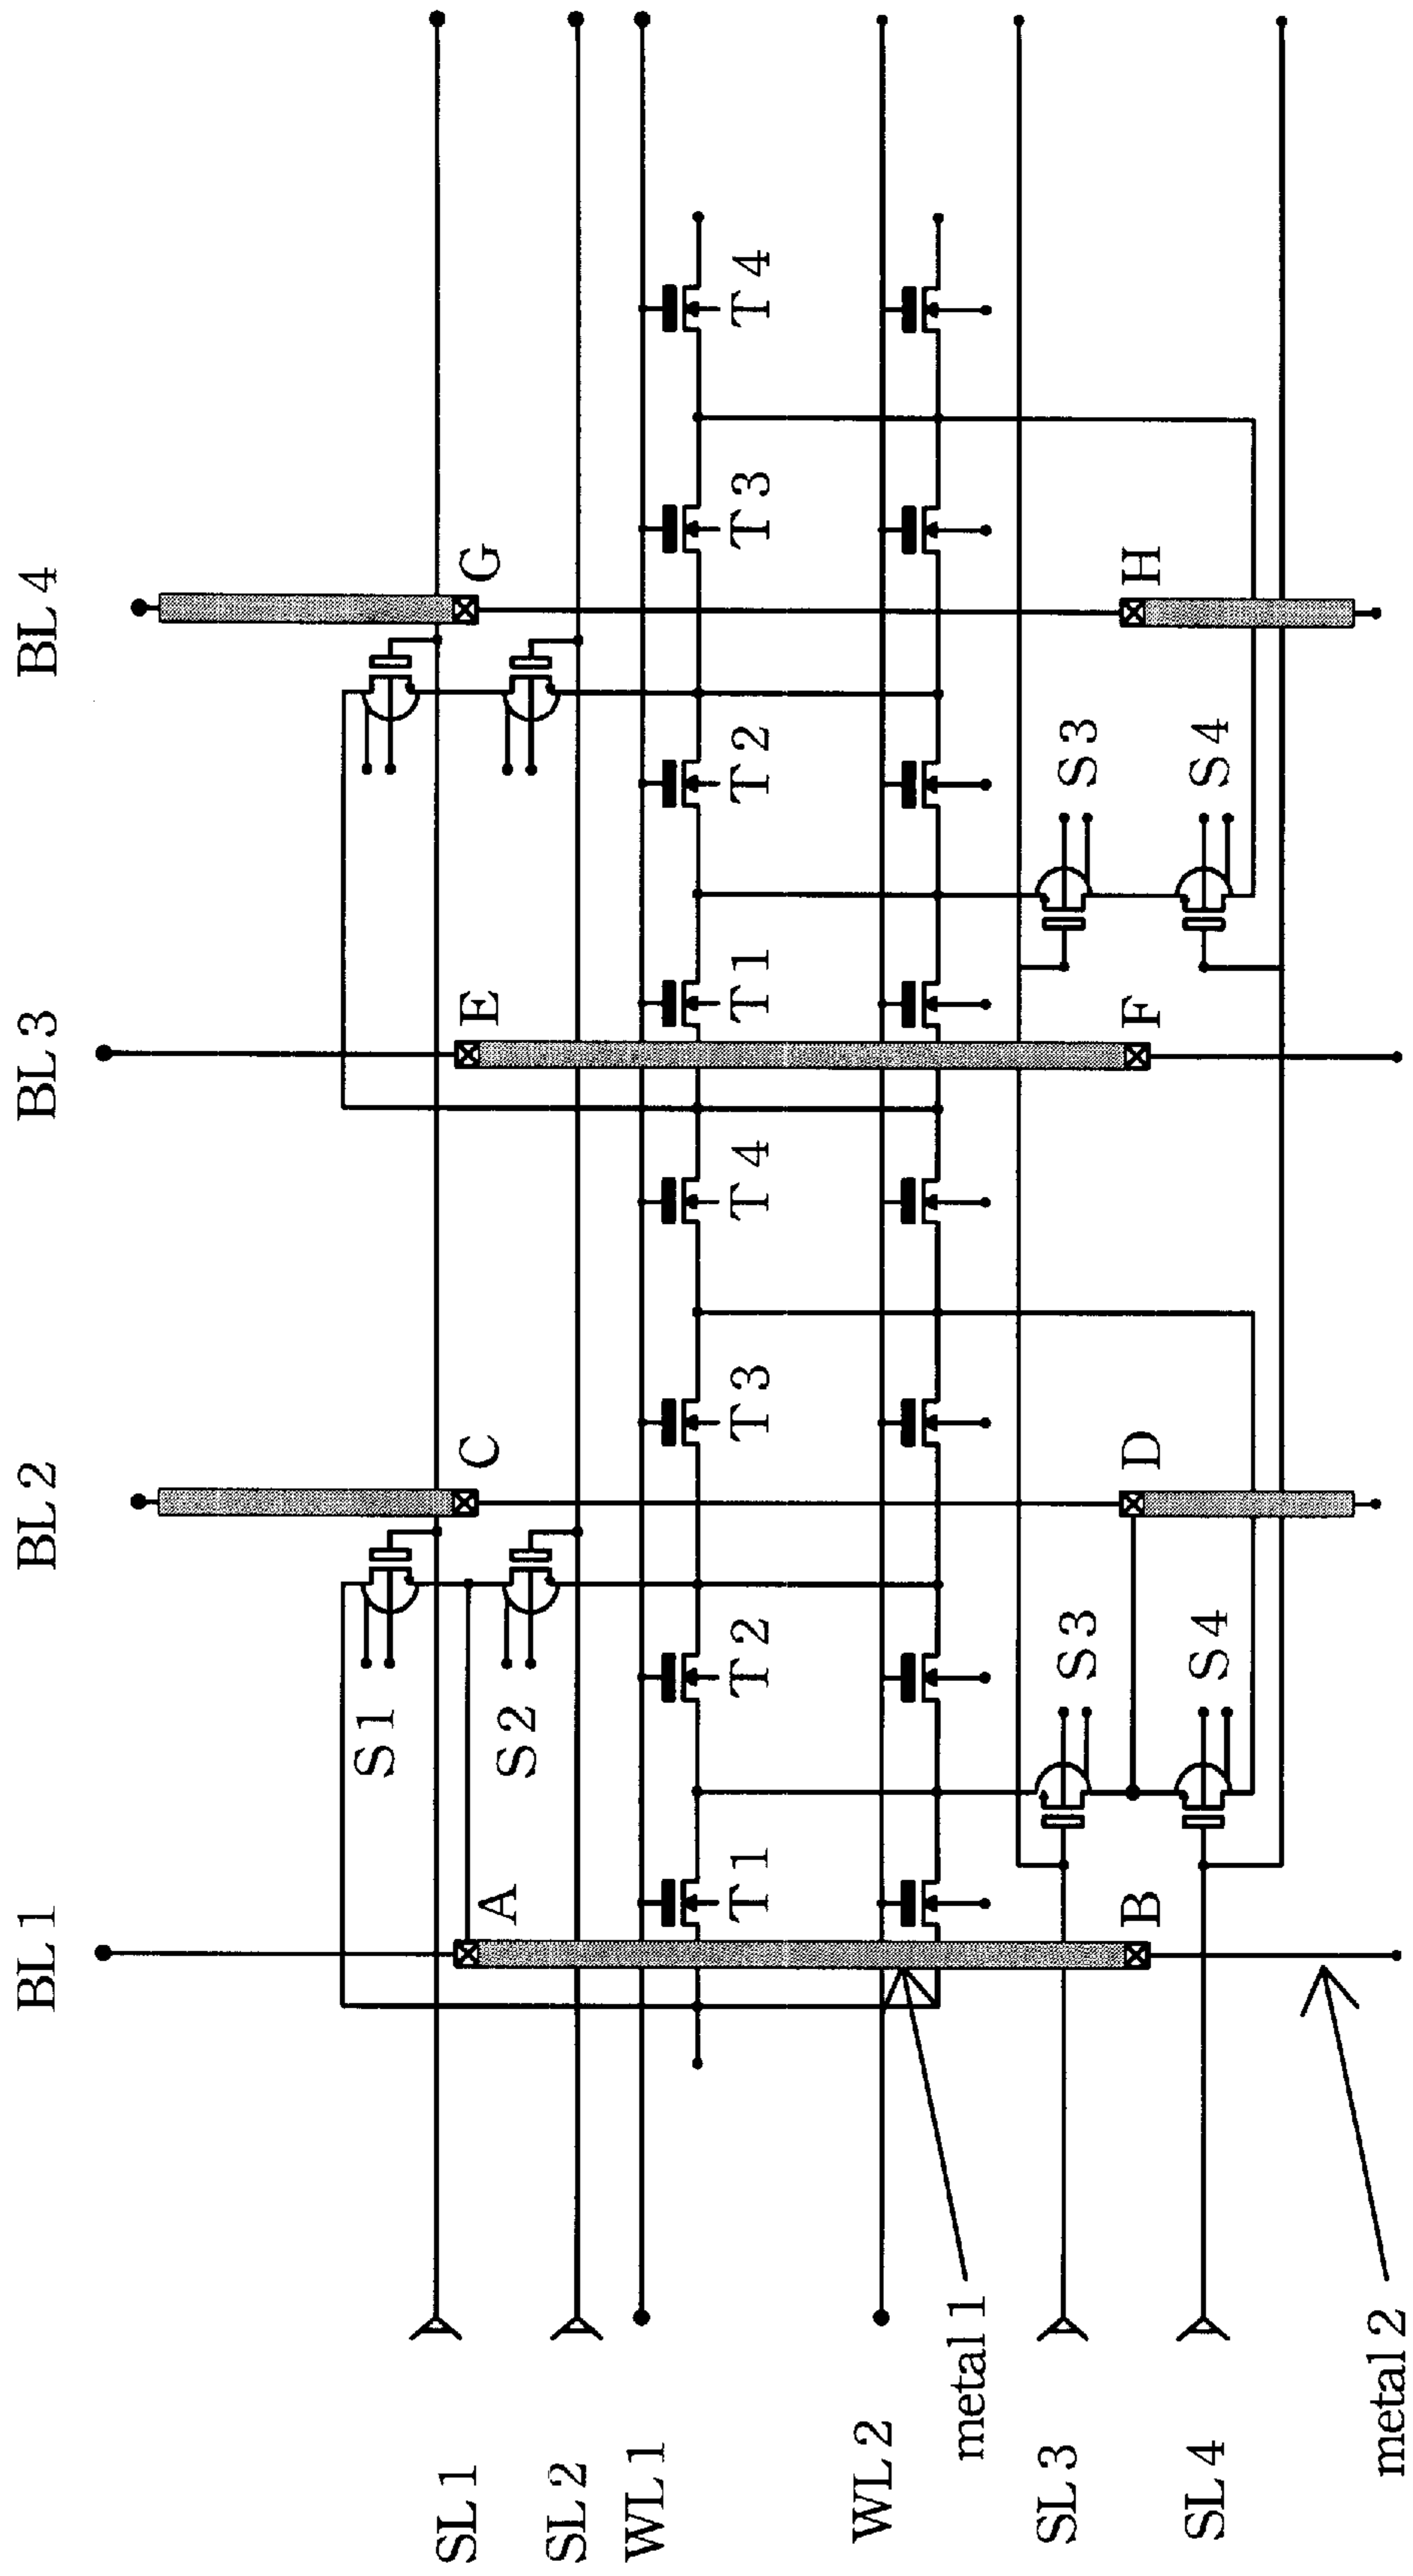 BL 1
BL 2
BL 3
BL 4
SL 1
S 1
A
C
E
G
SL 2
S 2
WL 1
T 1
T 2
T 3
T 4
T 1
T 2
T 3
T 4
WL 2
metal 1
SL 3
S 3
S 3
B
D
F
H
SL 4
S 4
S 4
metal 2